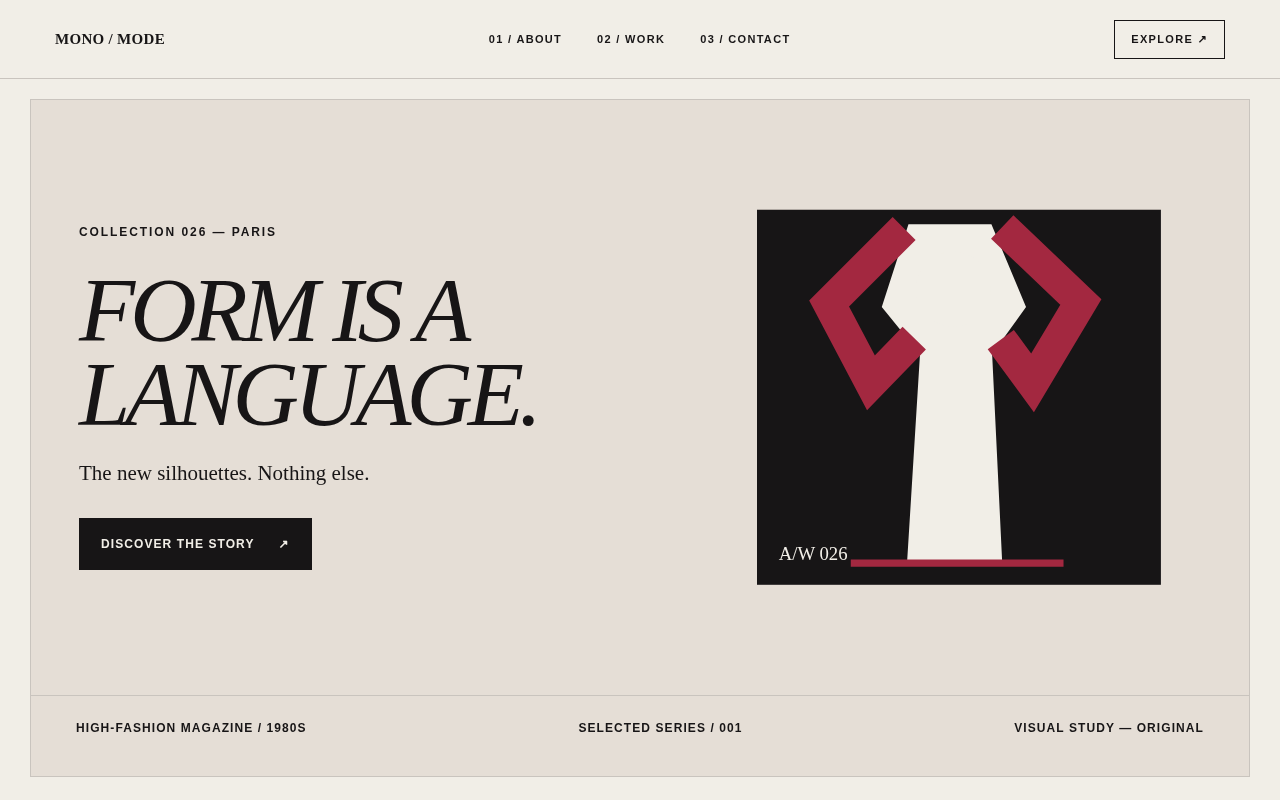 MONO / MODE
01 / ABOUT
02 / WORK
03 / CONTACT
EXPLORE ↗
COLLECTION 026 — PARIS
FORM IS A
LANGUAGE.
The new silhouettes. Nothing else.
DISCOVER THE STORY ↗
A/W 026
HIGH-FASHION MAGAZINE / 1980S
SELECTED SERIES / 001
VISUAL STUDY — ORIGINAL